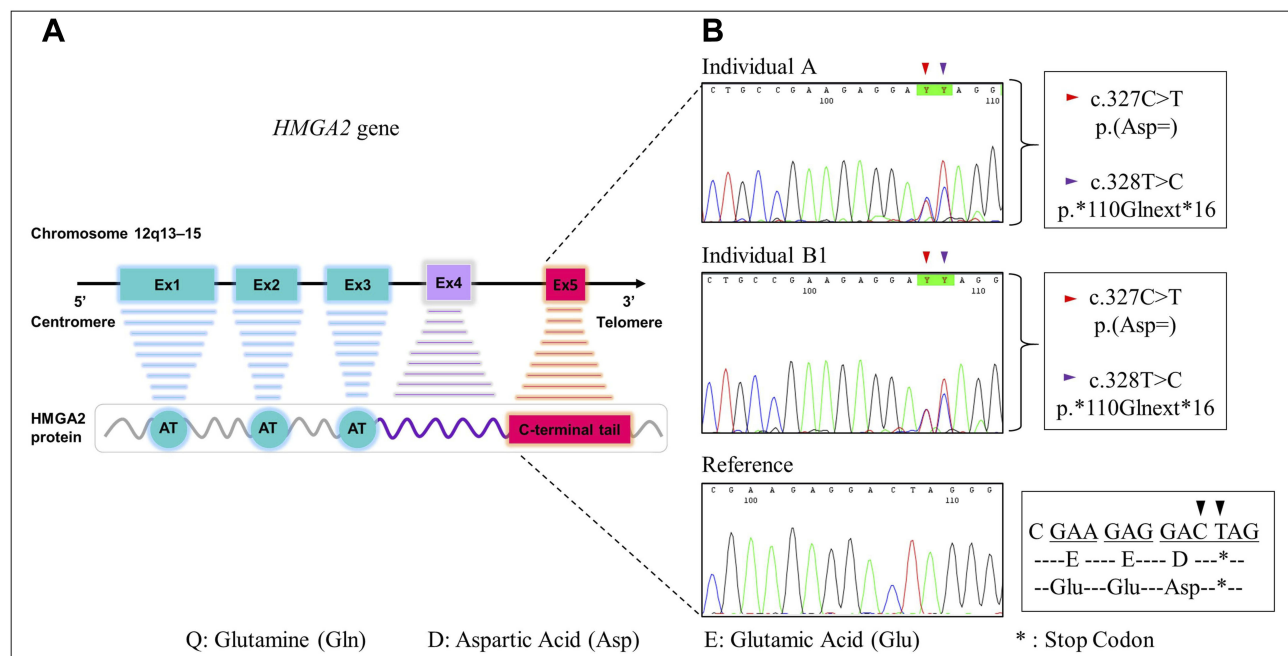 A
HMGA2 gene
Chromosome 12q13–15
Ex1 Ex2 Ex3 Ex4 Ex5
5’ 3’
Centromere Telomere
HMGA2 protein
AT AT AT C-terminal tail
B
Individual A
C T G C C G A A G A G G A Y Y A G G
100 110
c.327C>T
p.(Asp=)
c.328T>C
p.*110Glnext*16
Individual B1
C T G C C G A A G A G G A Y Y A G G
100 110
c.327C>T
p.(Asp=)
c.328T>C
p.*110Glnext*16
Reference
C G A A G A G G A C T A G G G
100 110
C GAA GAG GAC TAG
----E ---- E---- D ---*--
--Glu---Glu---Asp--*--
Q: Glutamine (Gln) D: Aspartic Acid (Asp) E: Glutamic Acid (Glu) * : Stop Codon